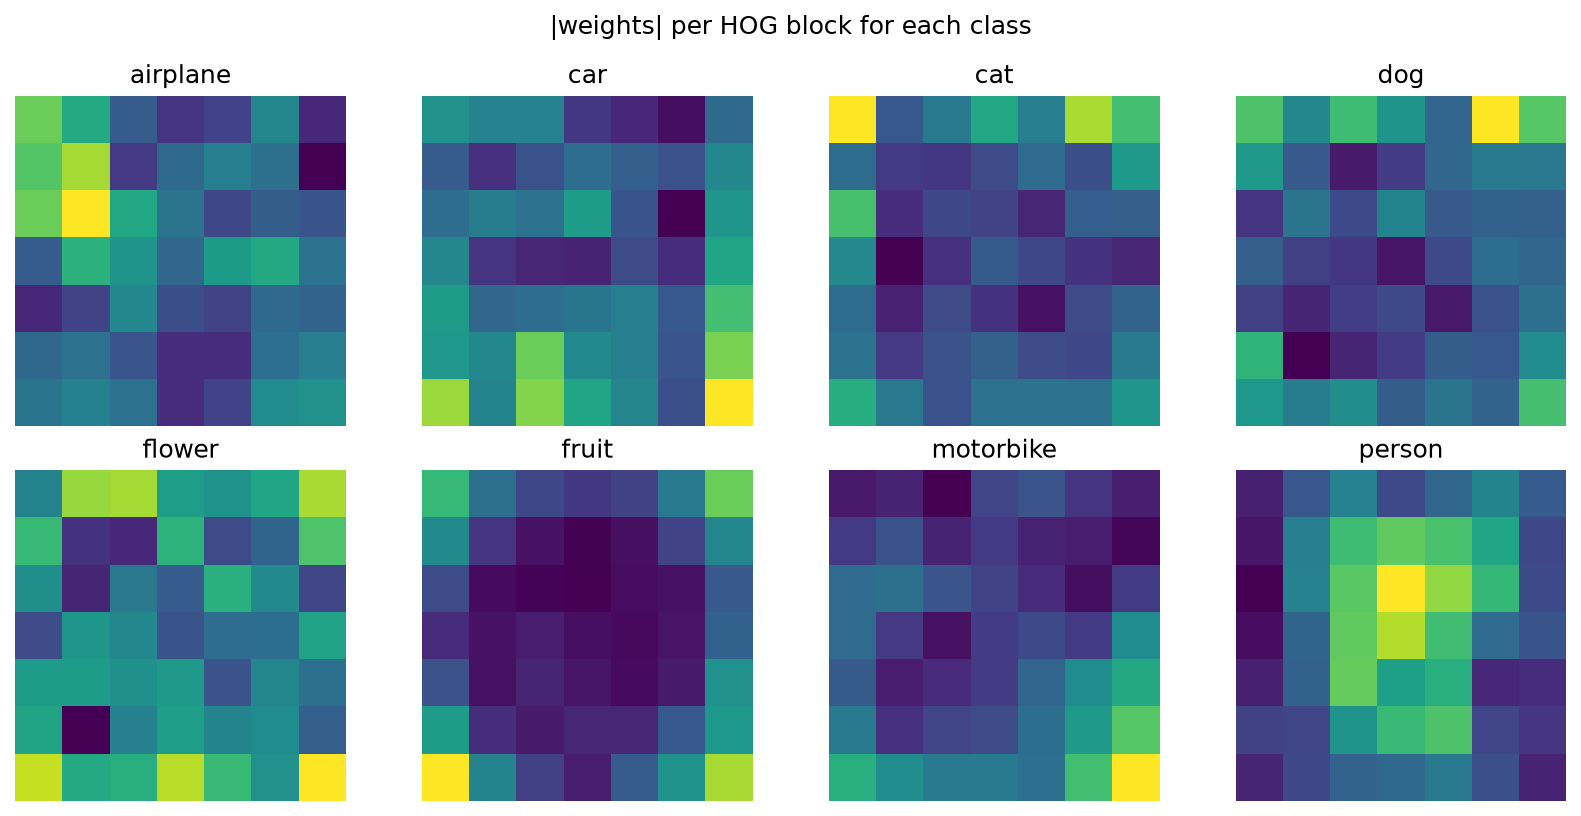 |weights| per HOG block for each class
airplane
car
cat
dog
flower
fruit
motorbike
person